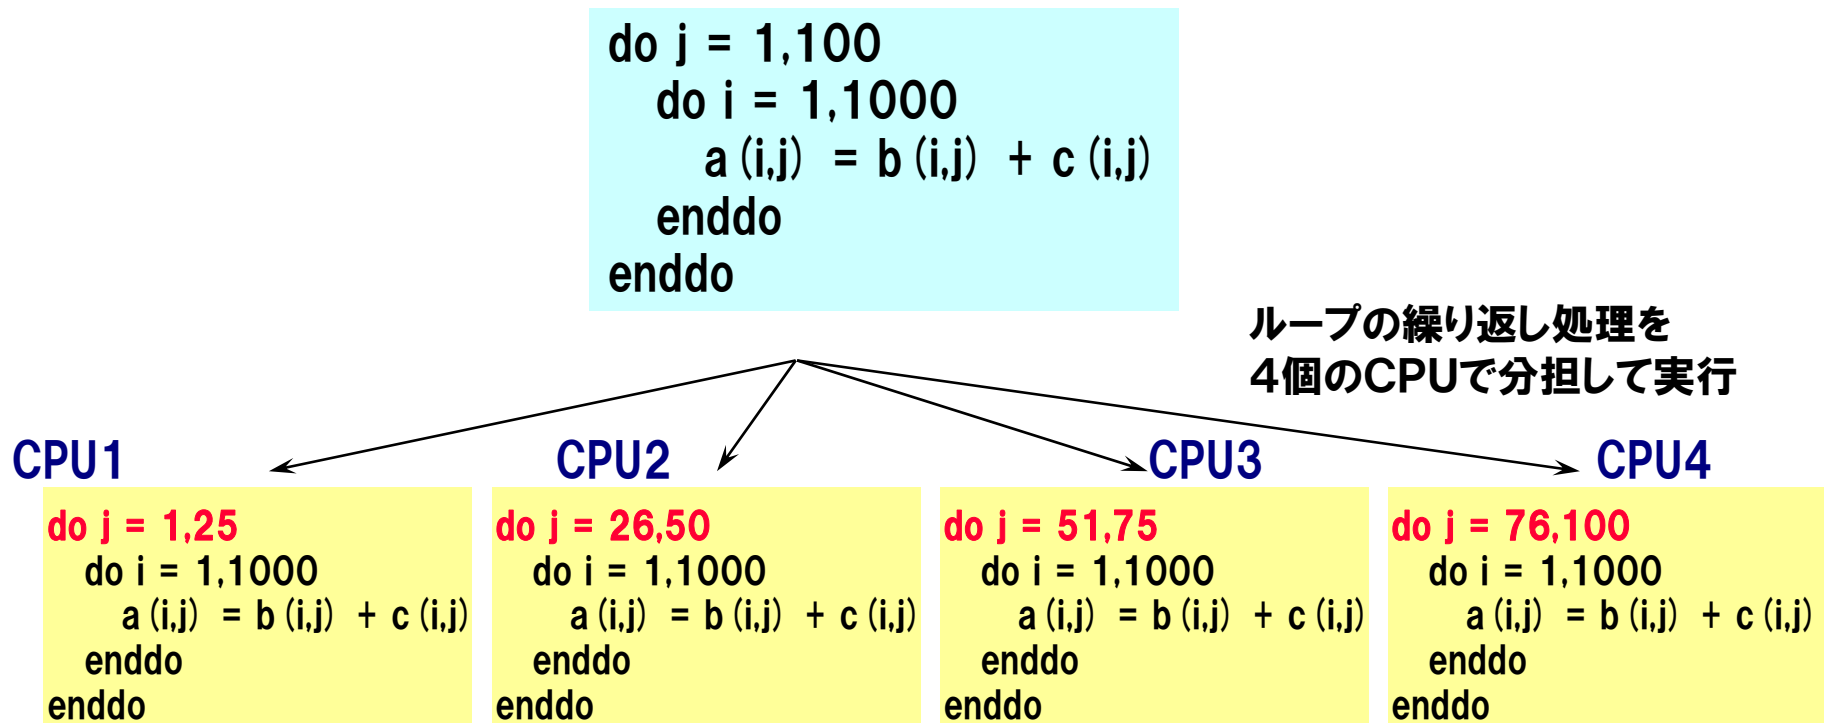 do j = 1,100
do i = 1,1000
a(i,j) = b(i,j) + c(i,j)
enddo
enddo
ループの繰り返し処理を
4個のCPUで分担して実行
CPU1
do j = 1,25
do i = 1,1000
a(i,j) = b(i,j) + c(i,j)
enddo
enddo
CPU2
do j = 26,50
do i = 1,1000
a(i,j) = b(i,j) + c(i,j)
enddo
enddo
CPU3
do j = 51,75
do i = 1,1000
a(i,j) = b(i,j) + c(i,j)
enddo
enddo
CPU4
do j = 76,100
do i = 1,1000
a(i,j) = b(i,j) + c(i,j)
enddo
enddo